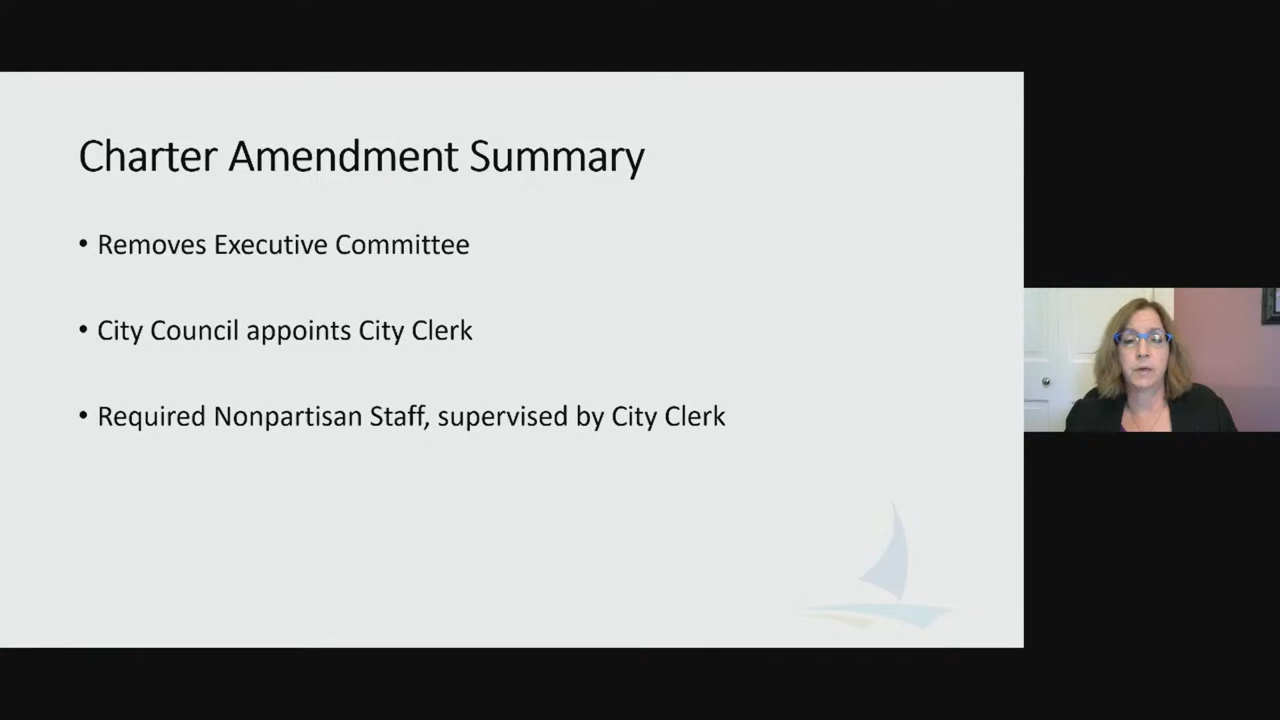 Charter Amendment Summary
• Removes Executive Committee
• City Council appoints City Clerk
• Required Nonpartisan Staff, supervised by City Clerk